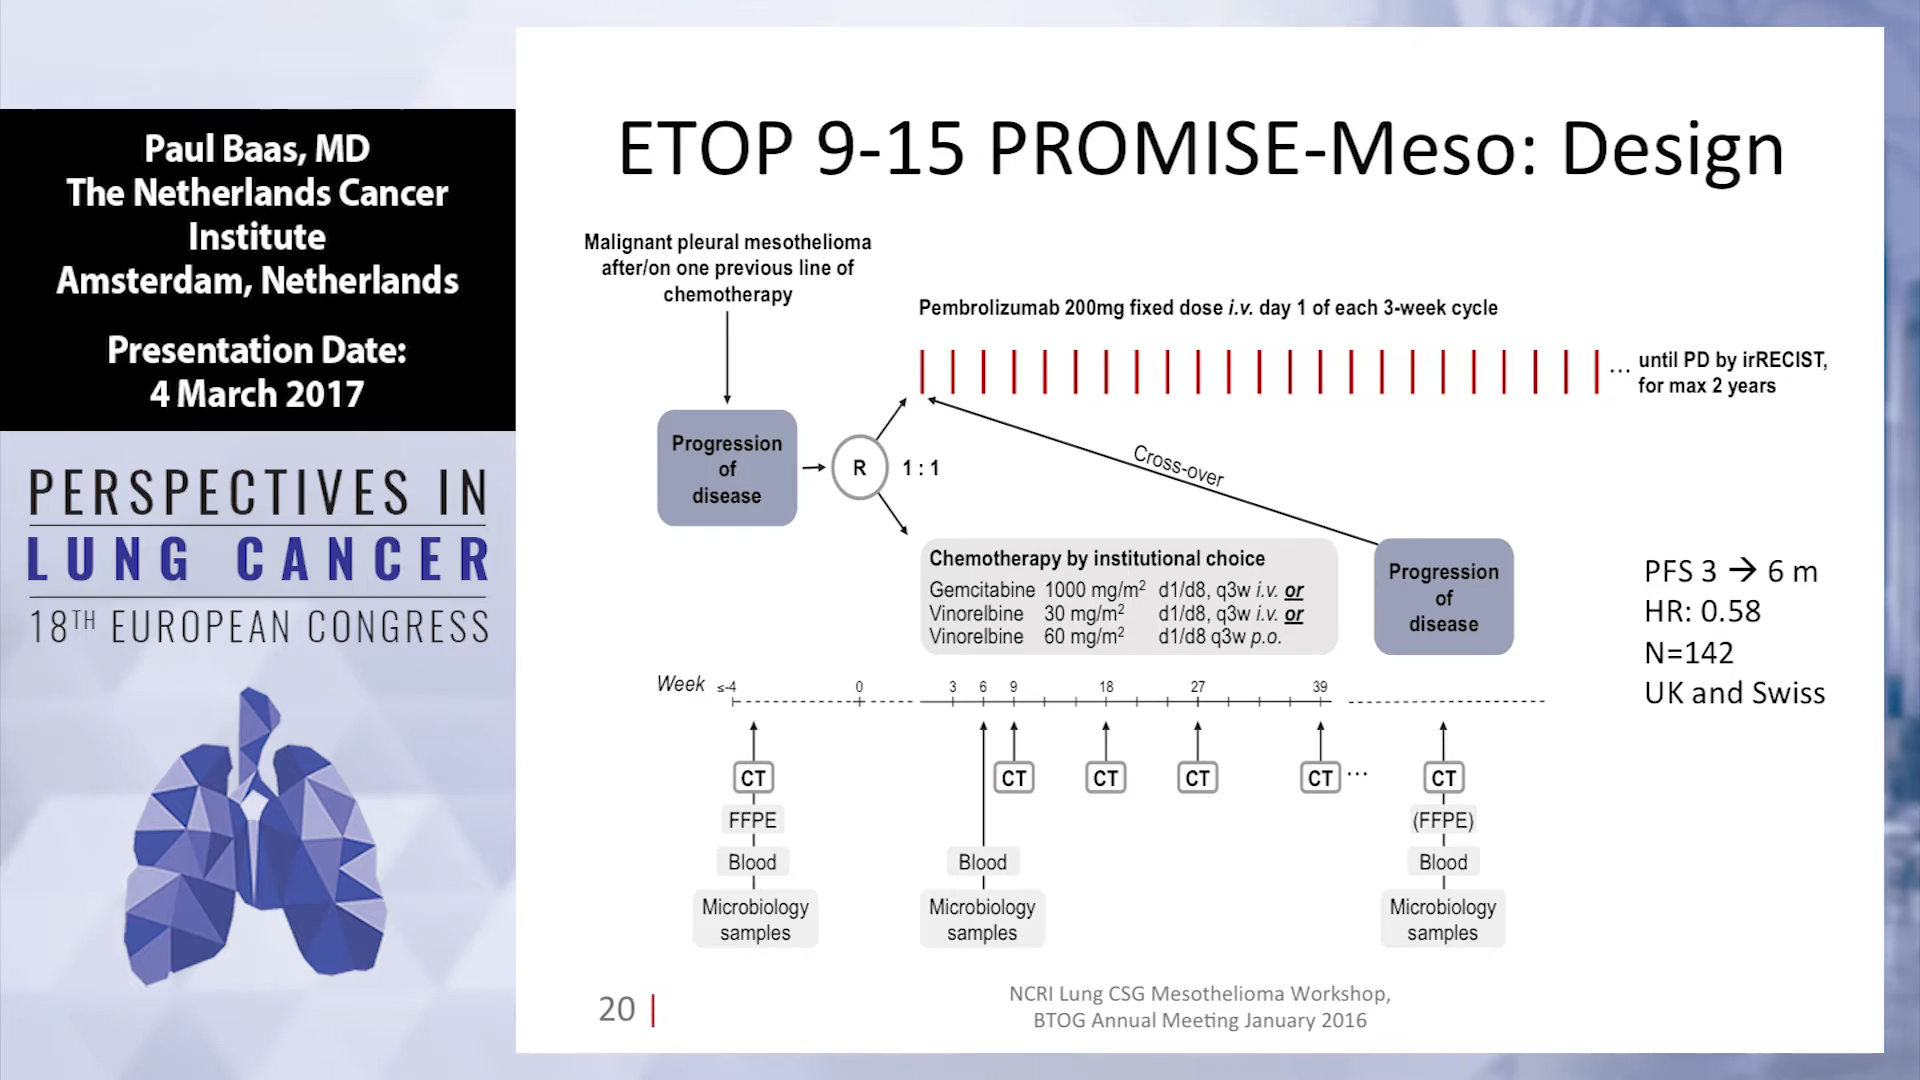 Paul Baas, MD
The Netherlands Cancer
Institute
Amsterdam, Netherlands
Presentation Date:
4 March 2017
PERSPECTIVES IN
LUNG CANCER
18TH EUROPEAN CONGRESS
ETOP 9-15 PROMISE-Meso: Design
Malignant pleural mesothelioma
after/on one previous line of
chemotherapy
Pembrolizumab 200mg fixed dose i.v. day 1 of each 3-week cycle
... until PD by irRECIST,
for max 2 years
Progression
of
disease
R
1 : 1
Cross-over
Chemotherapy by institutional choice
Gemcitabine 1000 mg/m² d1/d8, q3w i.v. or
Vinorelbine 30 mg/m² d1/d8, q3w i.v. or
Vinorelbine 60 mg/m² d1/d8 q3w p.o.
Progression
of
disease
PFS 3 → 6 m
HR: 0.58
N=142
UK and Swiss
Week ≤-4 0 3 6 9 18 27 39
CT CT CT CT CT ... CT
FFPE (FFPE)
Blood Blood Blood
Microbiology
samples
Microbiology
samples
Microbiology
samples
20
NCRI Lung CSG Mesothelioma Workshop,
BTOG Annual Meeting January 2016